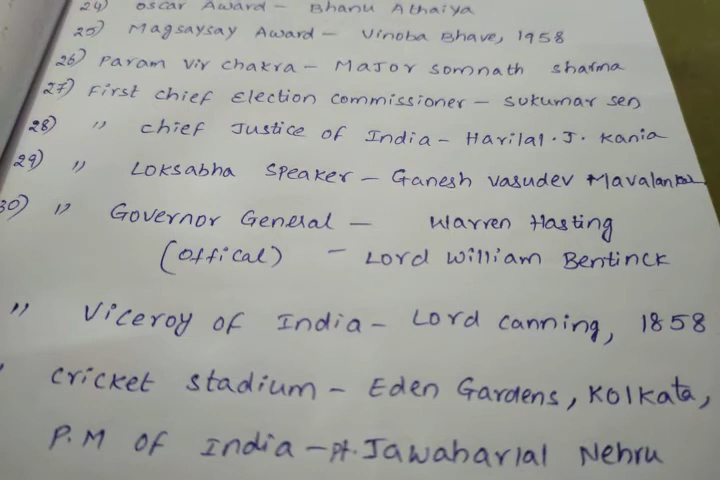 24) Oscar Award - Bhanu Athaiya
25) Magsaysay Award - Vinoba Bhave, 1958
26) Param Vir Chakra - Major Somnath Sharma
27) First Chief Election Commissioner - Sukumar Sen
28) " Chief Justice of India - Harilal. J. Kania
29) " Loksabha Speaker - Ganesh Vasudev Mavalankar
30) " Governor General - Warren Hasting
(Offical) - Lord William Bentinck
" Viceroy of India - Lord Canning, 1858
Cricket Stadium - Eden Gardens, Kolkata,
P.M of India - Pt. Jawaharlal Nehru